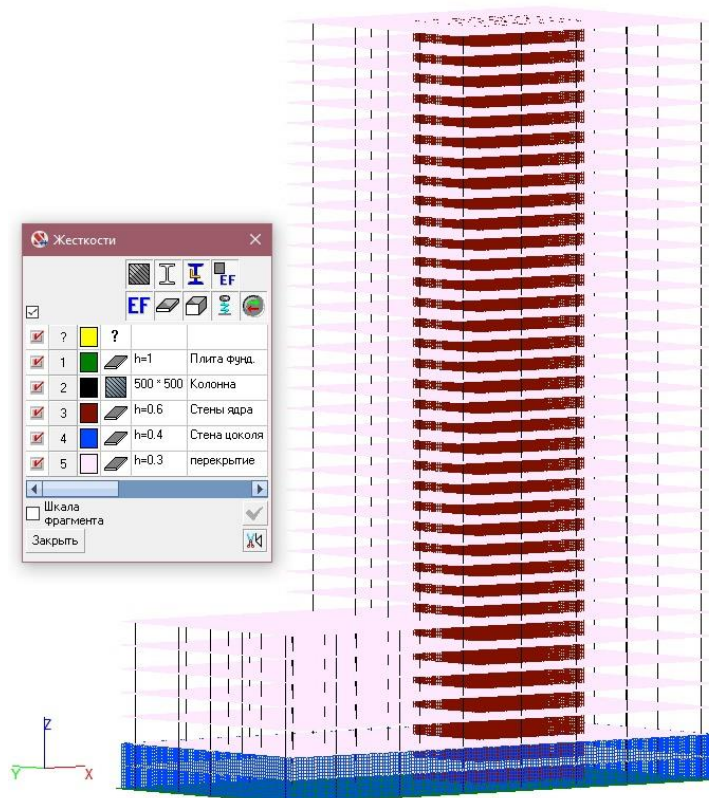 Жесткости
EF
EF
? ?
1 h=1 Плита фунд.
2 500 * 500 Колонна
3 h=0.6 Стены ядра
4 h=0.4 Стена цоколя
5 h=0.3 перекрытие
Шкала
фрагмента
Закрыть
Z
Y X